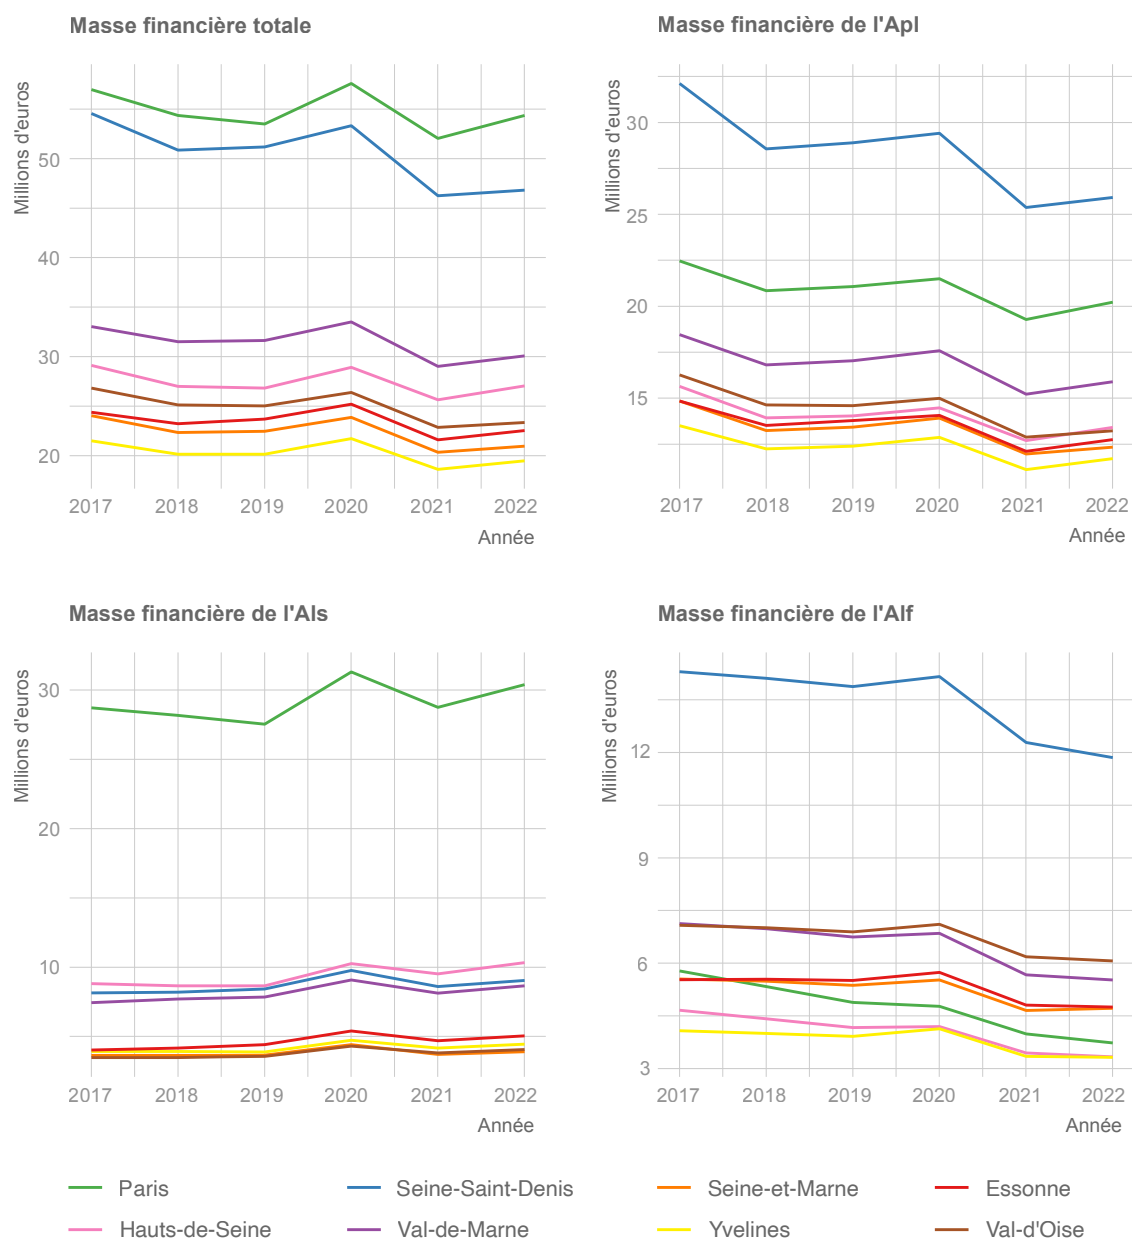 Masse financière totale
Millions d'euros
50
40
30
20
2017 2018 2019 2020 2021 2022
Année
Masse financière de l'Apl
Millions d'euros
30
25
20
15
2017 2018 2019 2020 2021 2022
Année
Masse financière de l'Als
Millions d'euros
30
20
10
2017 2018 2019 2020 2021 2022
Année
Masse financière de l'Alf
Millions d'euros
12
9
6
3
2017 2018 2019 2020 2021 2022
Année
Paris Seine-Saint-Denis Seine-et-Marne Essonne
Hauts-de-Seine Val-de-Marne Yvelines Val-d'Oise